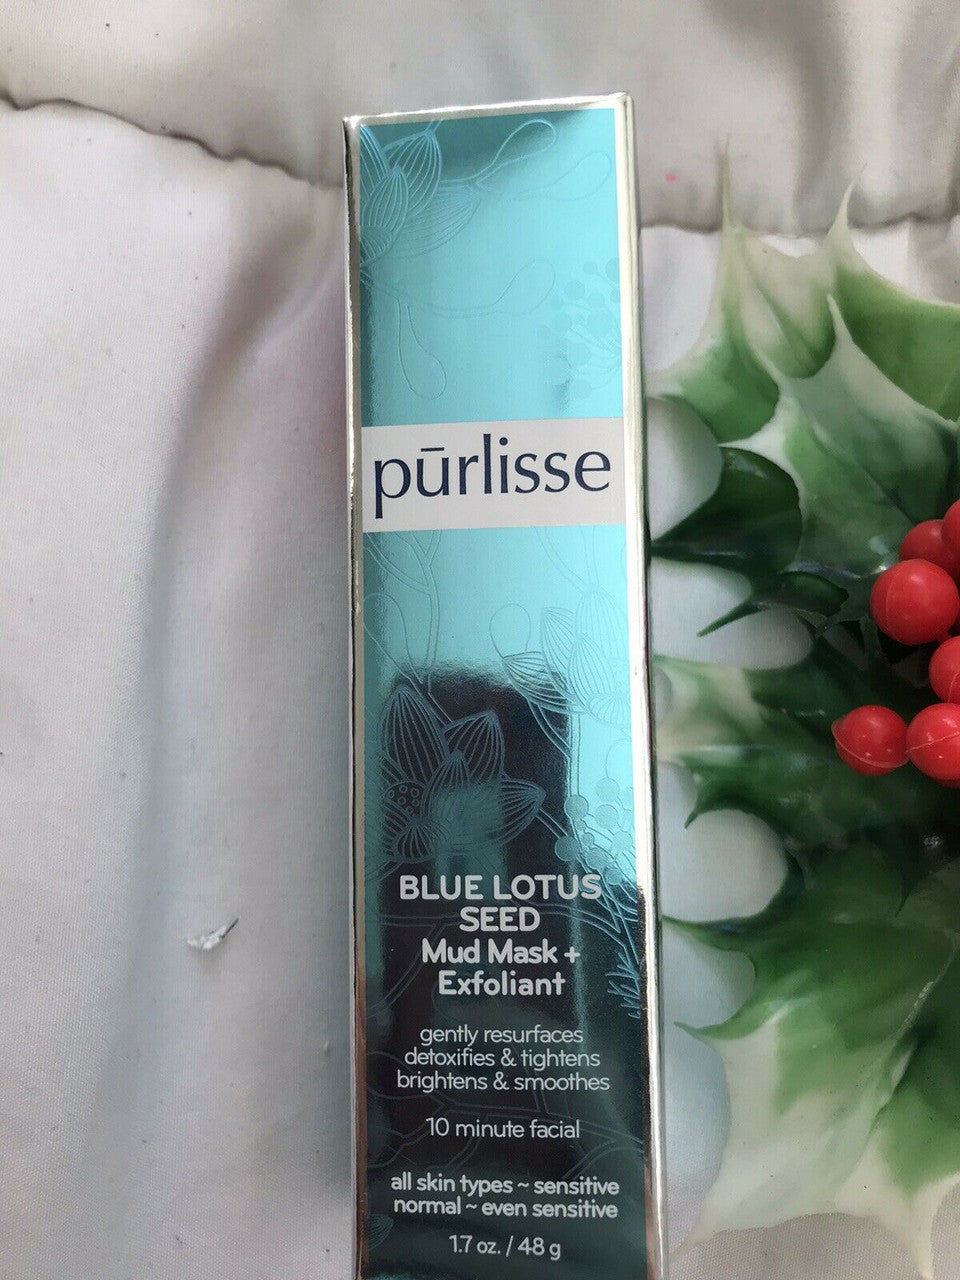 pūrlisse
BLUE LOTUS
SEED
Mud Mask +
Exfoliant
gently resurfaces
detoxifies & tightens
brightens & smoothes
10 minute facial
all skin types ~ sensitive
normal ~ even sensitive
1.7 oz. / 48 g